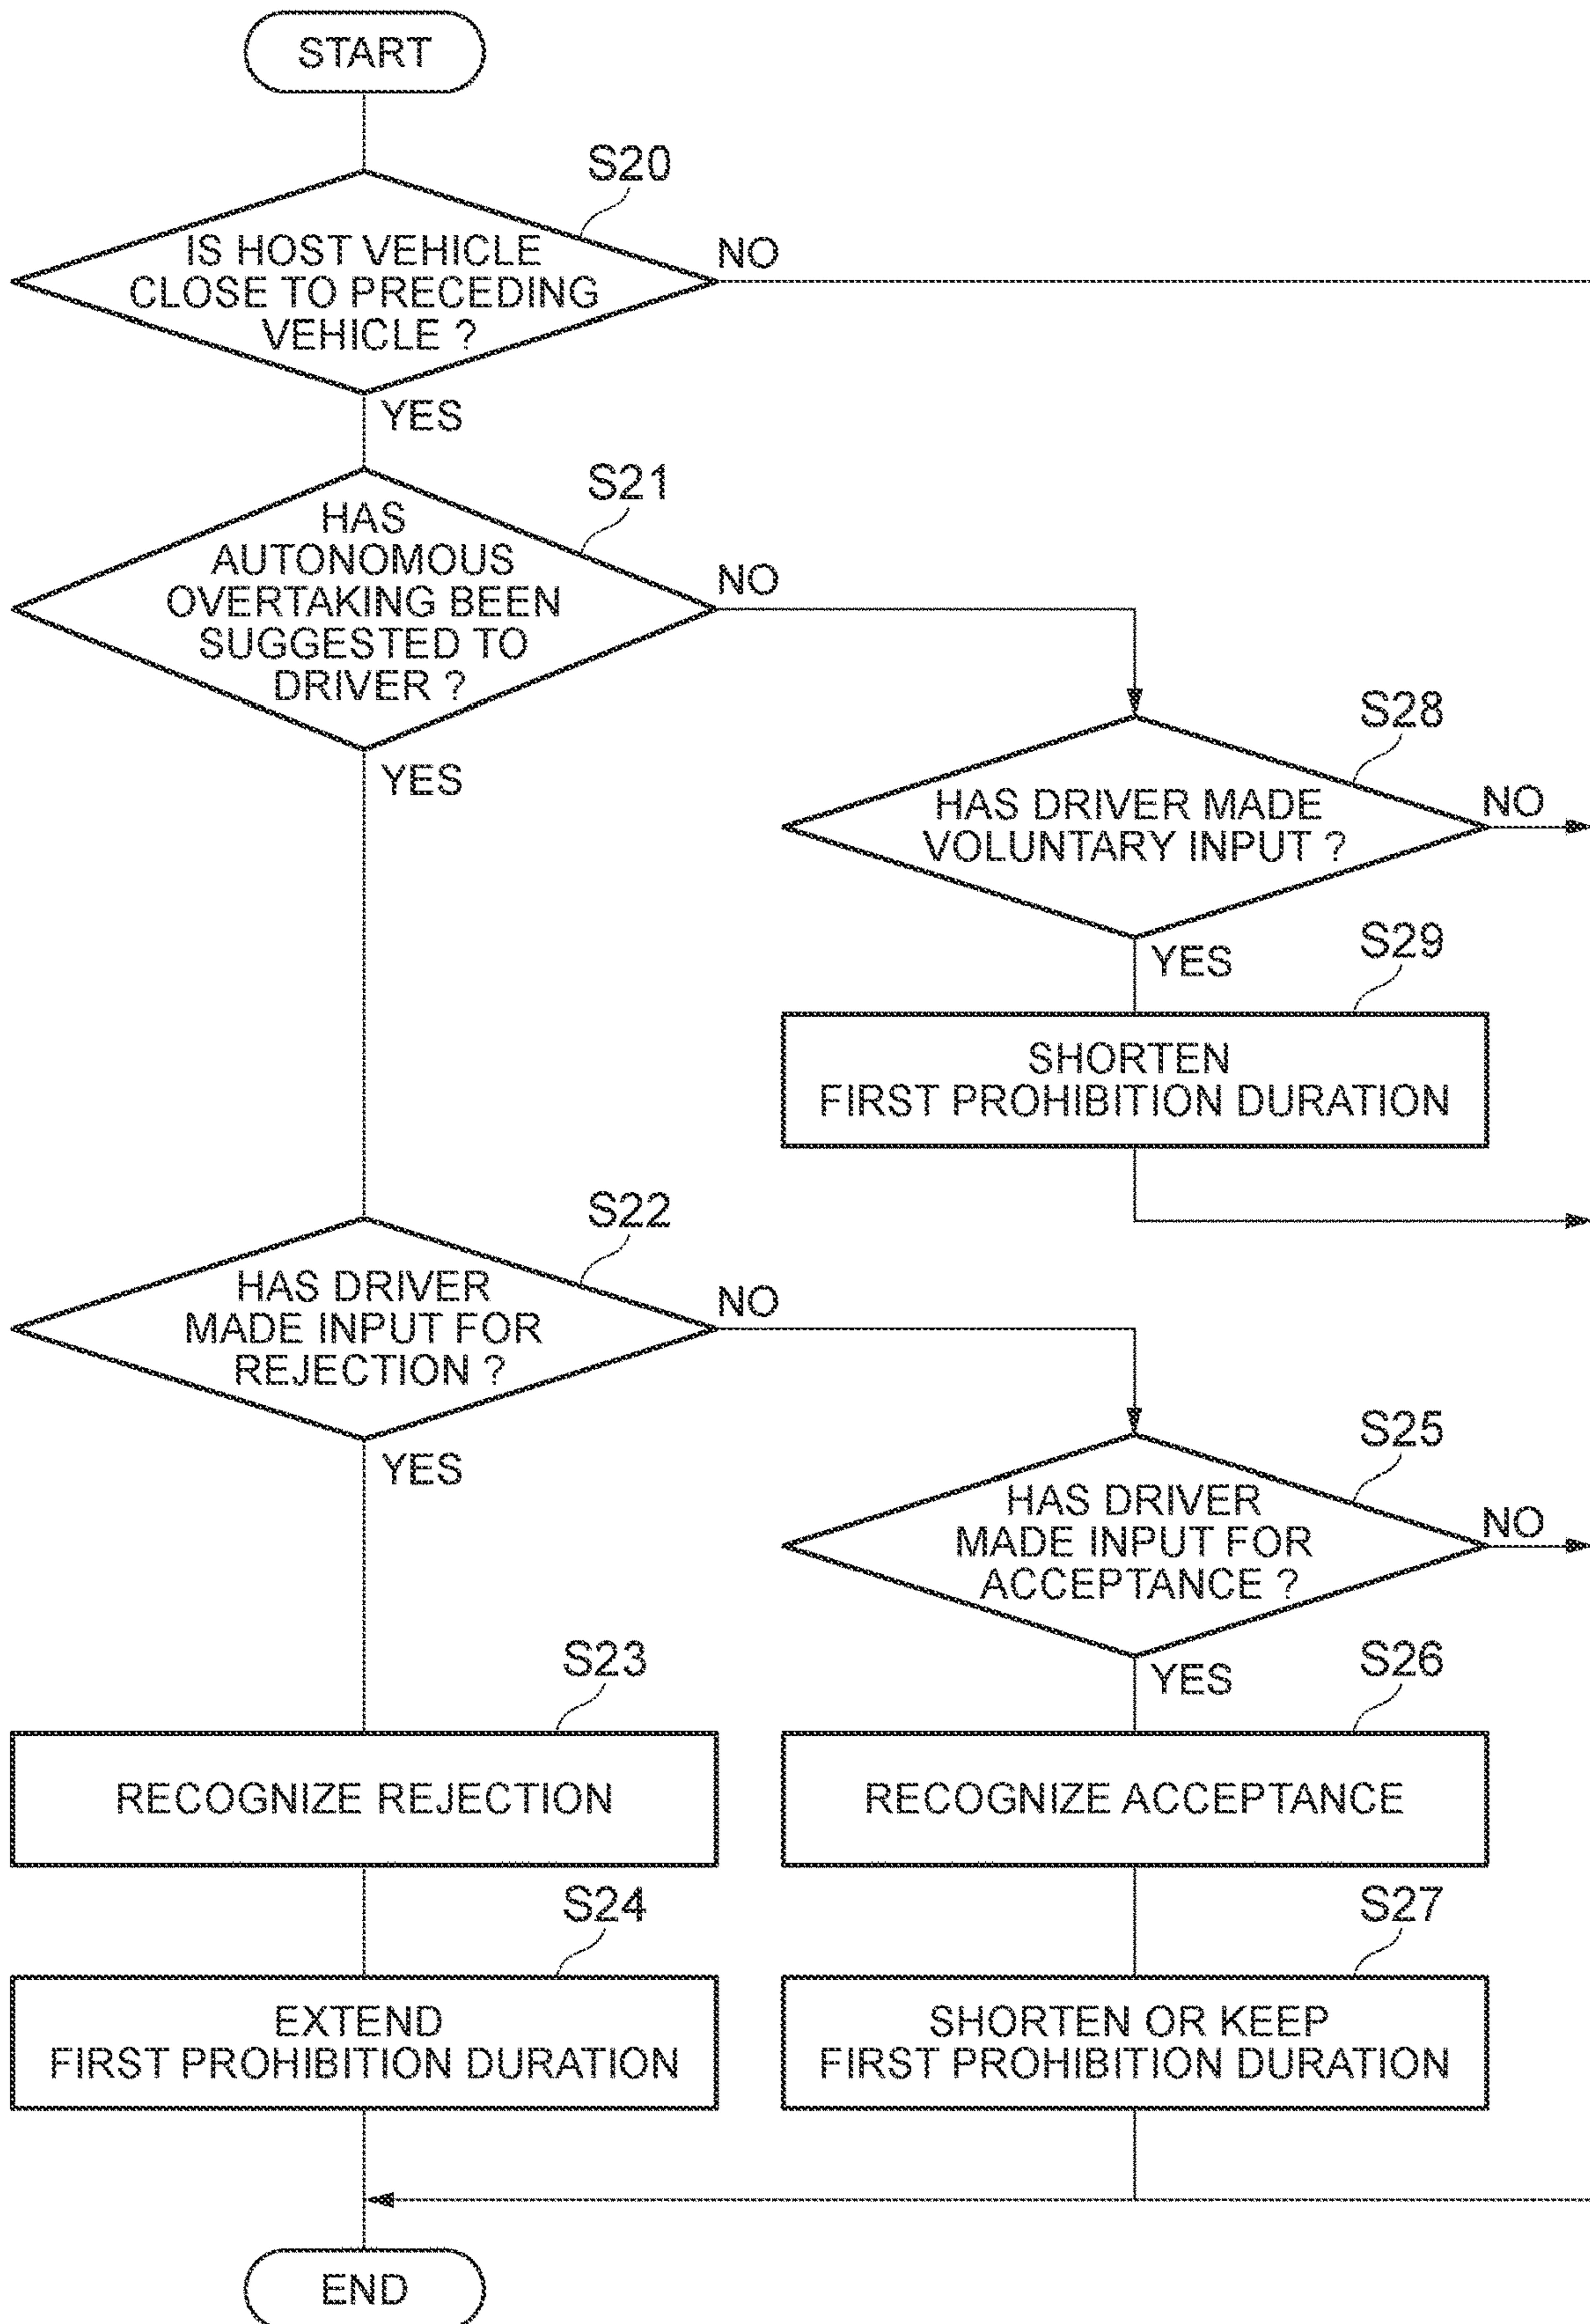 START
S20
IS HOST VEHICLE
CLOSE TO PRECEDING
VEHICLE ?
NO
YES
S21
HAS
AUTONOMOUS
OVERTAKING BEEN
SUGGESTED TO
DRIVER ?
NO
YES
S28
HAS DRIVER MADE
VOLUNTARY INPUT ?
NO
YES
S29
SHORTEN
FIRST PROHIBITION DURATION
S22
HAS DRIVER
MADE INPUT FOR
REJECTION ?
NO
YES
S25
HAS DRIVER
MADE INPUT FOR
ACCEPTANCE ?
NO
YES
S23
RECOGNIZE REJECTION
S26
RECOGNIZE ACCEPTANCE
S24
EXTEND
FIRST PROHIBITION DURATION
S27
SHORTEN OR KEEP
FIRST PROHIBITION DURATION
END